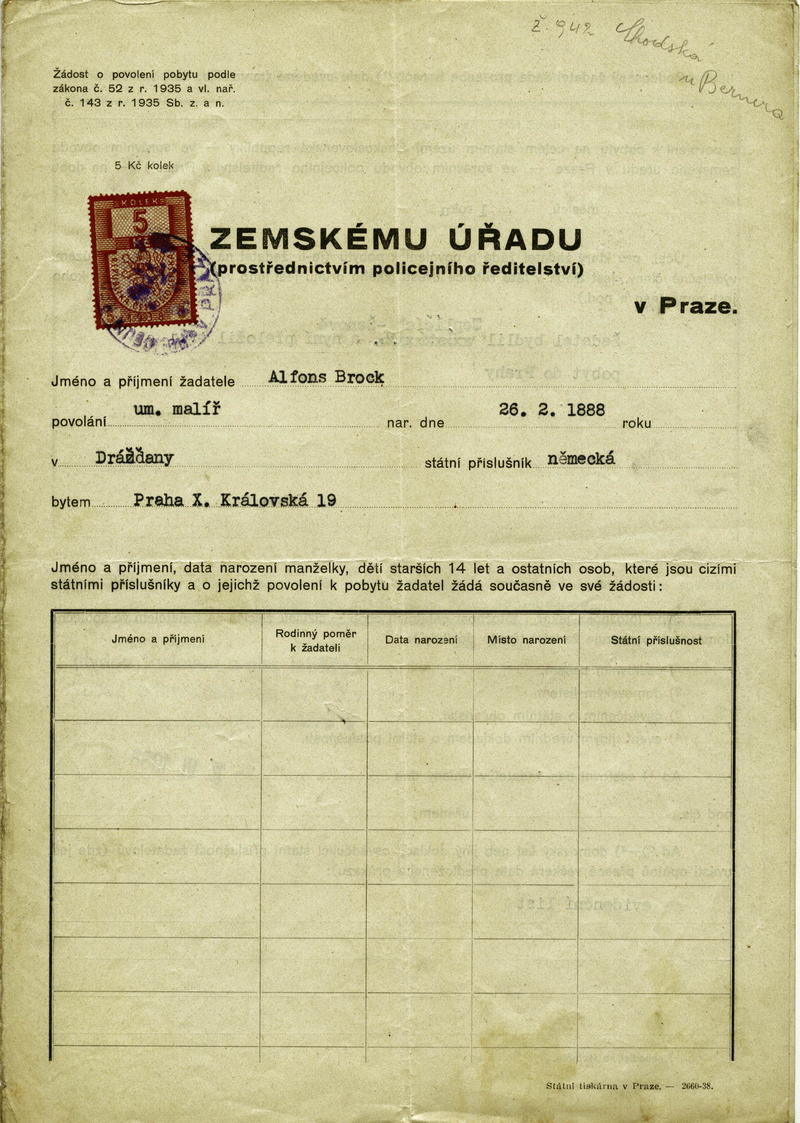 Ž. 942 Chodská
u Bernera
Žádost o povolení pobytu podle
zákona č. 52 z r. 1935 a vl. nař.
č. 143 z r. 1935 Sb. z. a n.
5 Kč kolek
KOLEK
5
ZEMSKÉMU ÚŘADU
(prostřednictvím policejního ředitelství)
v Praze.
Jméno a příjmení žadatele Alfons Brock
povolání um. malíř nar. dne 26. 2. 1888 roku
v Drážďany státní příslušník německá
bytem Praha X. Královská 19
Jméno a příjmení, data narození manželky, dětí starších 14 let a ostatních osob, které jsou cizími
státními příslušníky a o jejichž povolení k pobytu žadatel žádá současně ve své žádosti:
Jméno a příjmení
Rodinný poměr
k žadateli
Data narození
Místo narození
Státní příslušnost
Státní tiskárna v Praze. — 2660-38.